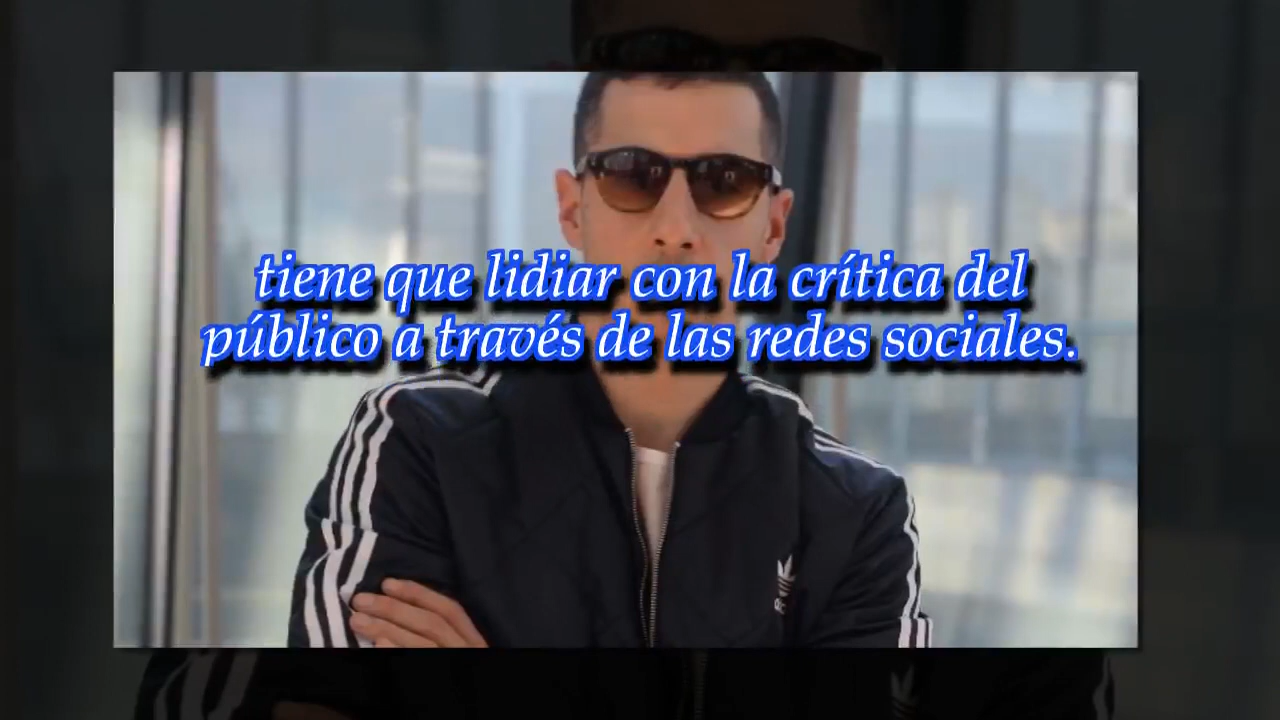 tiene que lidiar con la crítica del
público a través de las redes sociales.